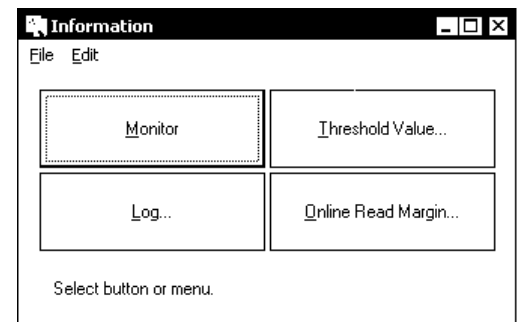 Information
File Edit
Monitor
Threshold Value...
Log...
Online Read Margin...
Select button or menu.